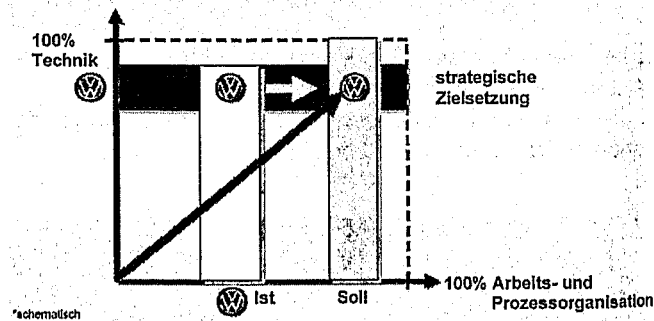 100%
Technik
strategische
Zielsetzung
Ist
Soll
100% Arbeits- und
Prozessorganisation
*schematisch